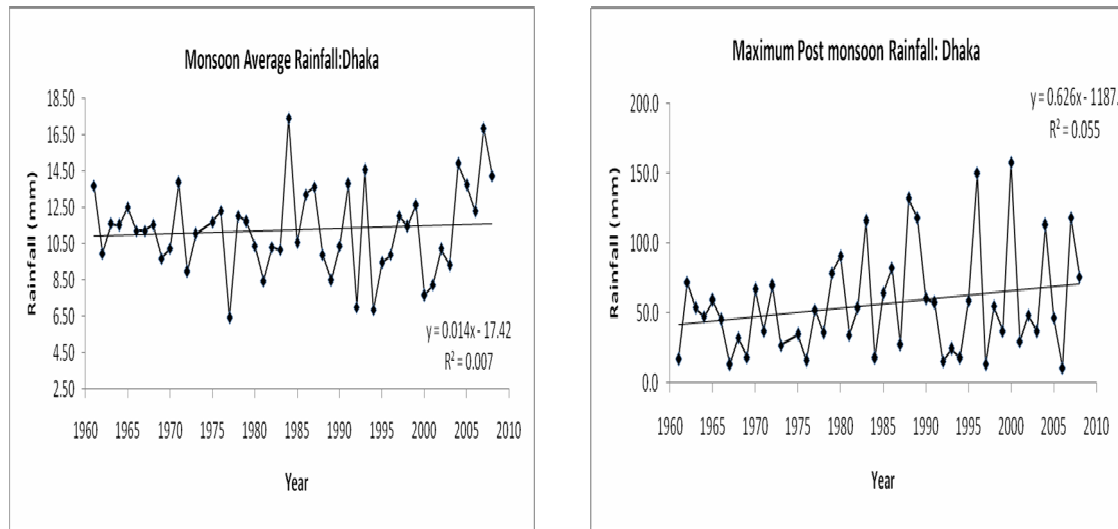 Monsoon Average Rainfall:Dhaka
Rainfall (mm)
18.50
16.50
14.50
12.50
10.50
8.50
6.50
4.50
2.50
y = 0.014x - 17.42
R² = 0.007
1960 1965 1970 1975 1980 1985 1990 1995 2000 2005 2010
Year
Maximum Post monsoon Rainfall: Dhaka
Rainfall (mm)
200.0
150.0
100.0
50.0
0.0
y = 0.626x - 1187.
R² = 0.055
1960 1965 1970 1975 1980 1985 1990 1995 2000 2005 2010
Year